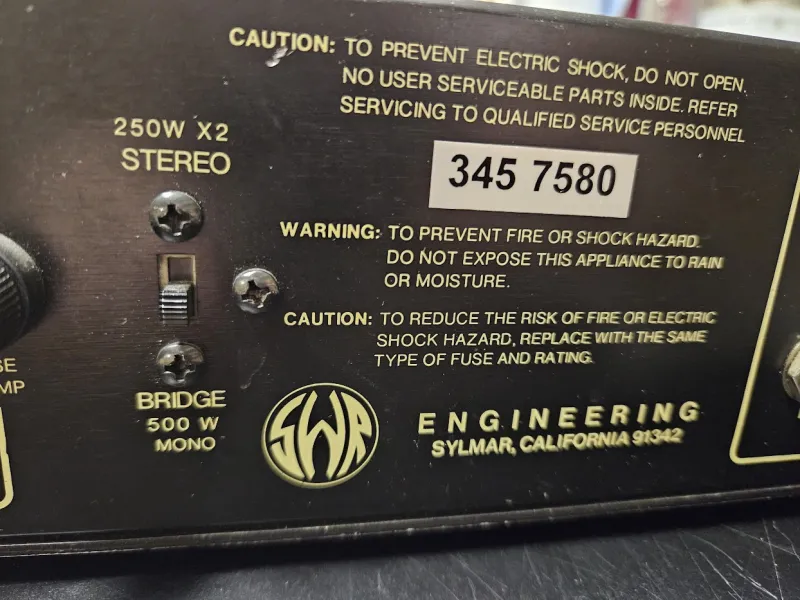 CAUTION: TO PREVENT ELECTRIC SHOCK, DO NOT OPEN.
NO USER SERVICEABLE PARTS INSIDE. REFER
SERVICING TO QUALIFIED SERVICE PERSONNEL
250W X2
STEREO
345 7580
WARNING: TO PREVENT FIRE OR SHOCK HAZARD.
DO NOT EXPOSE THIS APPLIANCE TO RAIN
OR MOISTURE.
CAUTION: TO REDUCE THE RISK OF FIRE OR ELECTRIC
SHOCK HAZARD, REPLACE WITH THE SAME
TYPE OF FUSE AND RATING.
BRIDGE
500 W
MONO
SWR
ENGINEERING
SYLMAR, CALIFORNIA 91342